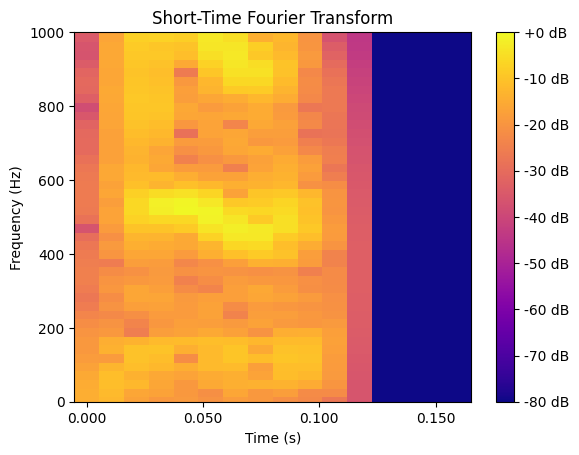 Short-Time Fourier Transform
1000
800
600
400
200
0
Frequency (Hz)
0.000
0.050
0.100
0.150
Time (s)
+0 dB
-10 dB
-20 dB
-30 dB
-40 dB
-50 dB
-60 dB
-70 dB
-80 dB